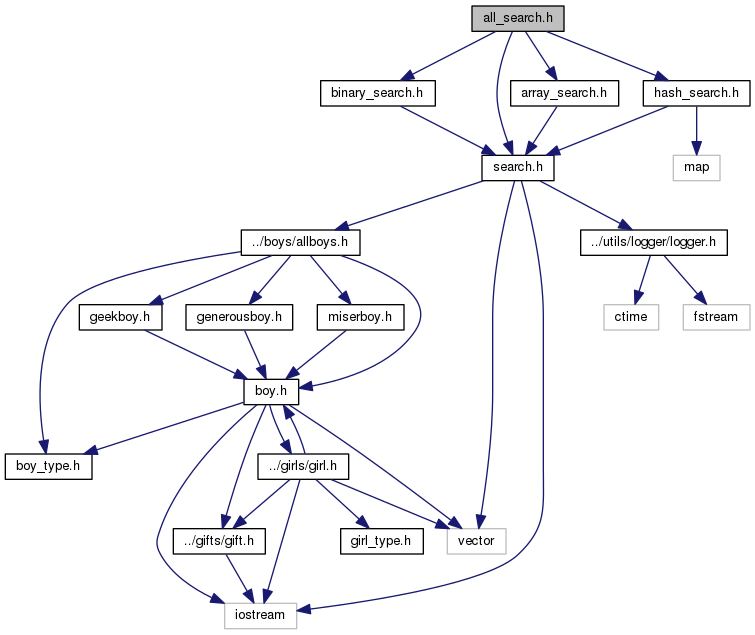 all_search.h
binary_search.h
array_search.h
hash_search.h
search.h
map
../boys/allboys.h
../utils/logger/logger.h
geekboy.h
generousboy.h
miserboy.h
ctime
fstream
boy.h
boy_type.h
../girls/girl.h
../gifts/gift.h
girl_type.h
vector
iostream